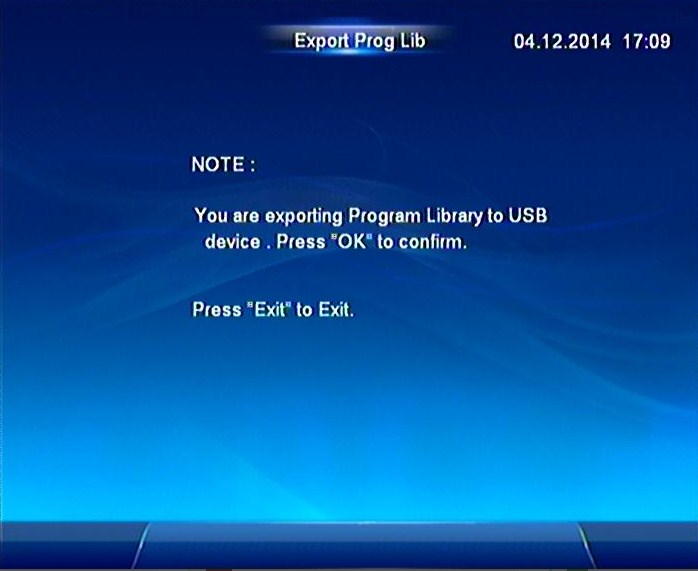 Export Prog Lib
04.12.2014 17:09
NOTE :
You are exporting Program Library to USB
device . Press "OK" to confirm.
Press "Exit" to Exit.